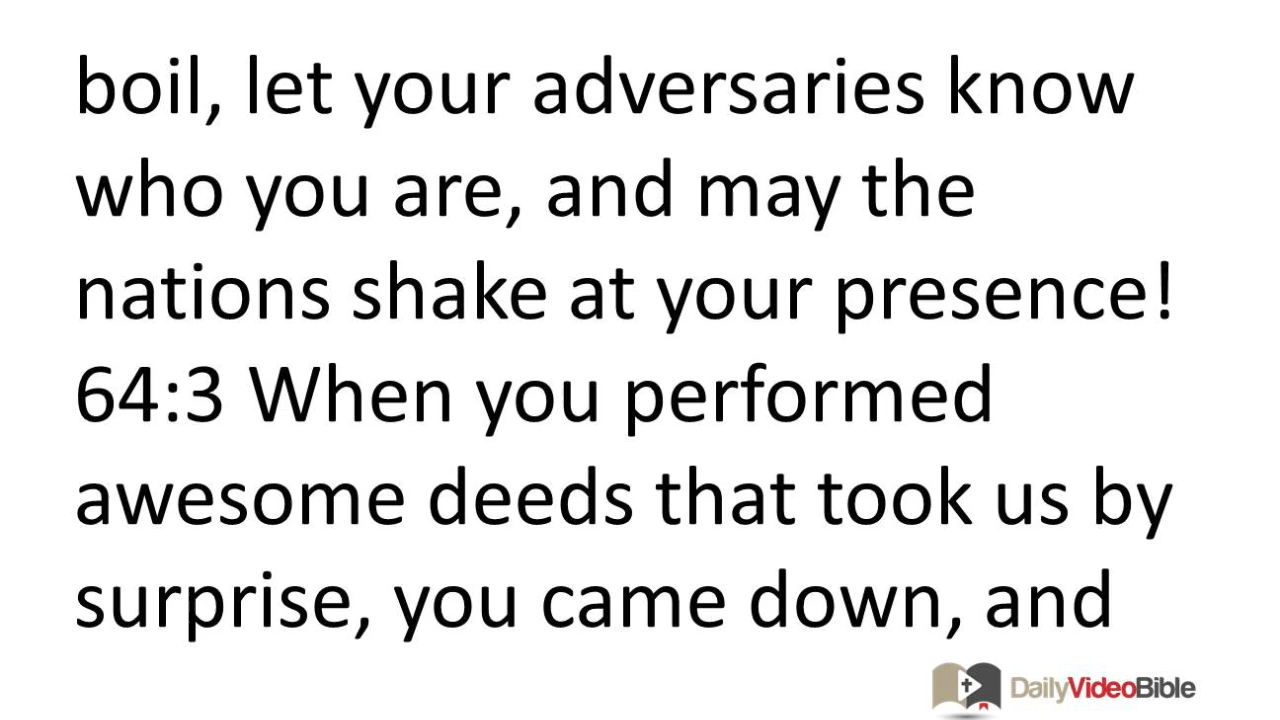 boil, let your adversaries know
who you are, and may the
nations shake at your presence!
64:3 When you performed
awesome deeds that took us by
surprise, you came down, and
DailyVideoBible